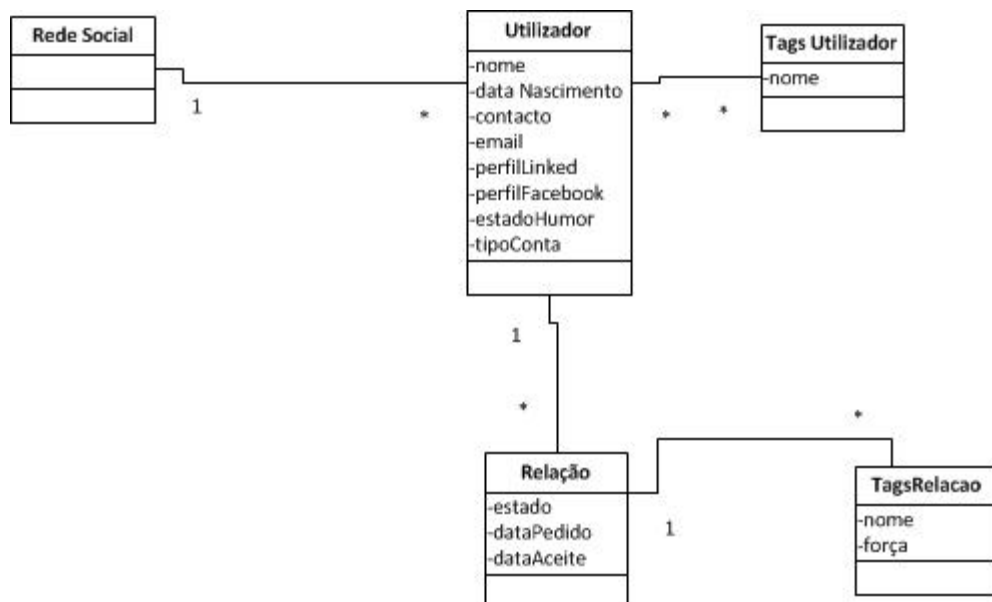 Rede Social
1
*
Utilizador
-nome
-data Nascimento
-contacto
-email
-perfilLinked
-perfilFacebook
-estadoHumor
-tipoConta
*
*
Tags Utilizador
-nome
1
*
Relação
-estado
-dataPedido
-dataAceite
1
*
TagsRelacao
-nome
-força